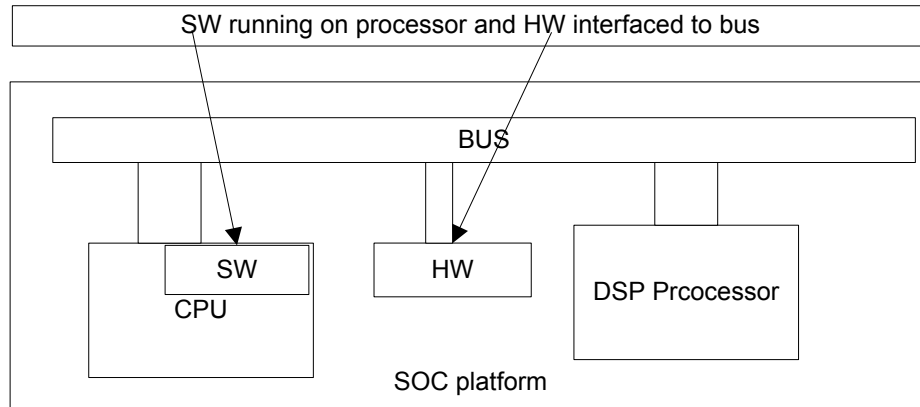 SW running on processor and HW interfaced to bus
BUS
SW
CPU
HW
DSP Prcocessor
SOC platform